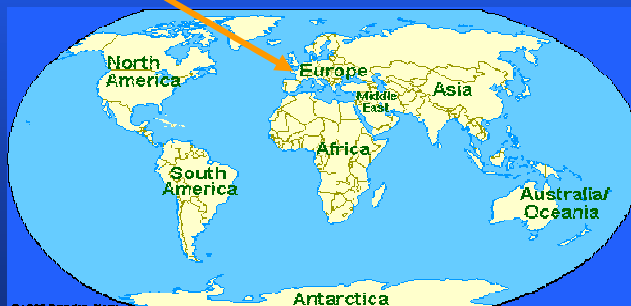 North
America
Europe
Middle
East
Asia
Africa
South
America
Australia/
Oceania
Antarctica